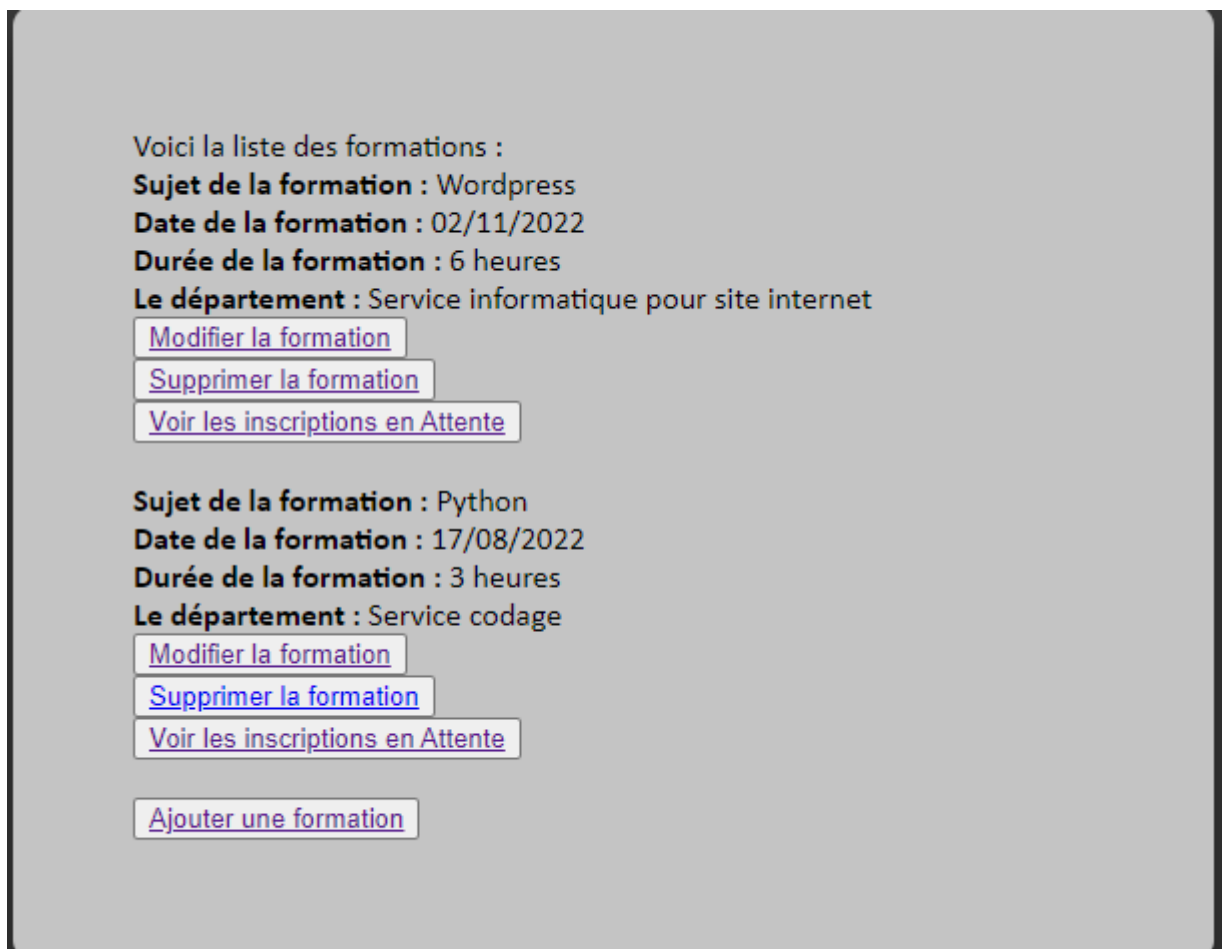 Voici la liste des formations :
Sujet de la formation : Wordpress
Date de la formation : 02/11/2022
Durée de la formation : 6 heures
Le département : Service informatique pour site internet
Modifier la formation
Supprimer la formation
Voir les inscriptions en Attente
Sujet de la formation : Python
Date de la formation : 17/08/2022
Durée de la formation : 3 heures
Le département : Service codage
Modifier la formation
Supprimer la formation
Voir les inscriptions en Attente
Ajouter une formation